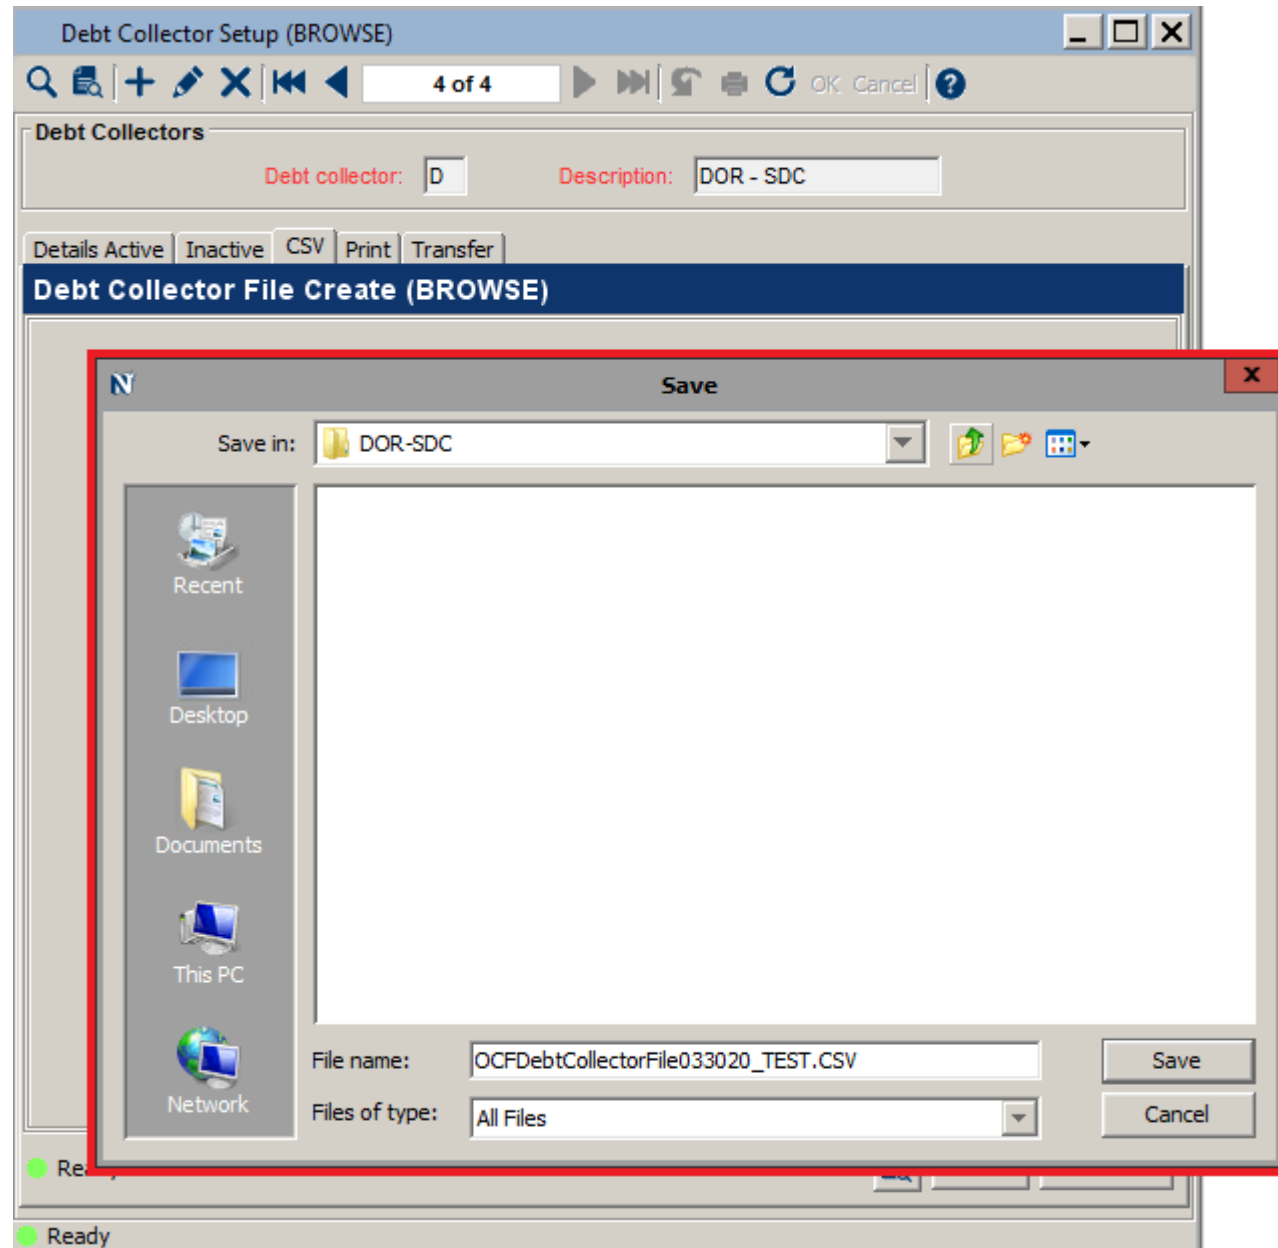 Debt Collector Setup (BROWSE)
4 of 4 OK Cancel
Debt Collectors
Debt collector: D Description: DOR - SDC
Details Active Inactive CSV Print Transfer
Debt Collector File Create (BROWSE)
Save
Save in: DOR-SDC
Recent
Desktop
Documents
This PC
Network
File name: OCFDebtCollectorFile033020_TEST.CSV Save
Files of type: All Files Cancel
Ready